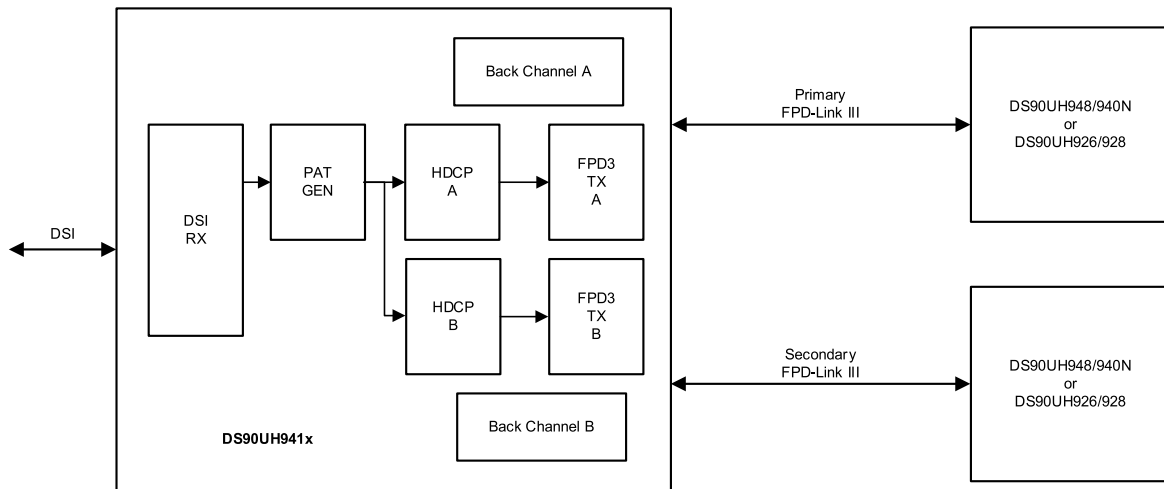 Back Channel A
Primary
FPD-Link III
DS90UH948/940N
or
DS90UH926/928
DSI
DSI
RX
PAT
GEN
HDCP
A
FPD3
TX
A
HDCP
B
FPD3
TX
B
Secondary
FPD-Link III
DS90UH948/940N
or
DS90UH926/928
Back Channel B
DS90UH941x